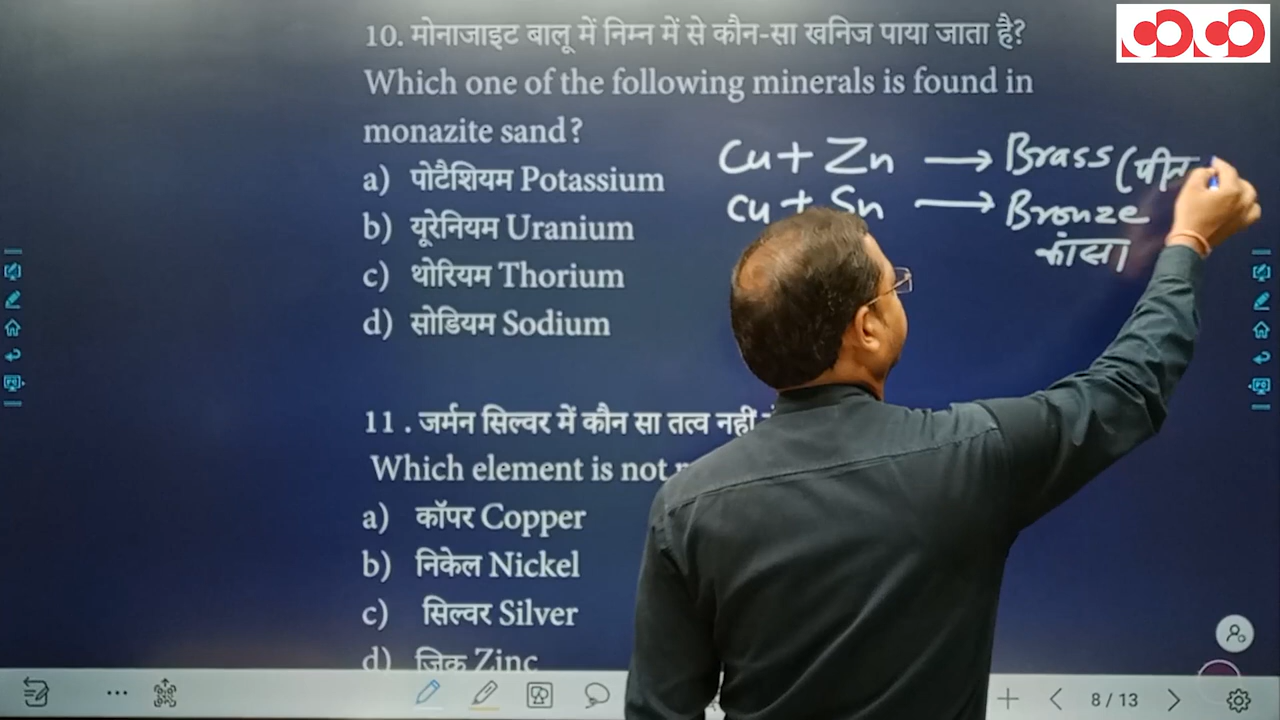 10. मोनाजाइट बालू में निम्न में से कौन-सा खनिज पाया जाता है?
Which one of the following minerals is found in
monazite sand?
a) पोटैशियम Potassium
b) यूरेनियम Uranium
c) थोरियम Thorium
d) सोडियम Sodium
Cu + Zn → Brass (पीत
Cu + Sn → Bronze
कांसा
11 . जर्मन सिल्वर में कौन सा तत्व नहीं
Which element is not
a) कॉपर Copper
b) निकेल Nickel
c) सिल्वर Silver
d) जिंक Zinc
8 / 13